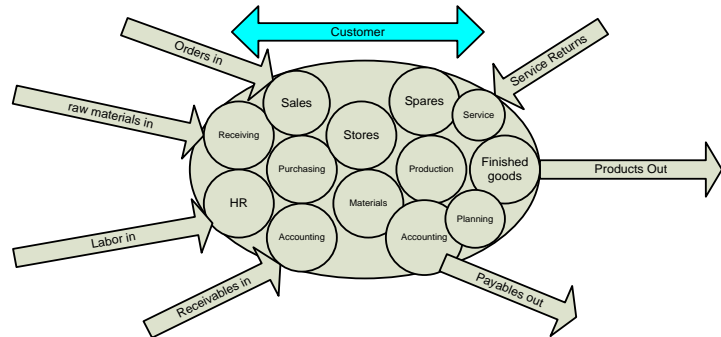 Customer
Orders in
Service Returns
raw materials in
Sales
Spares
Service
Receiving
Stores
Purchasing
Production
Finished
goods
Products Out
HR
Materials
Planning
Accounting
Accounting
Labor in
Receivables in
Payables out